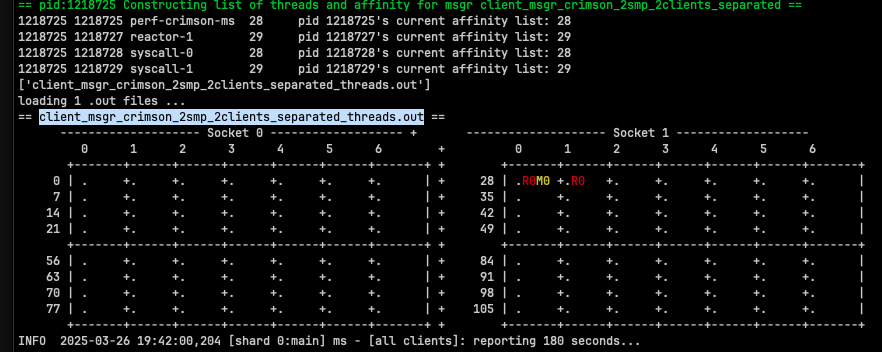 == pid:1218725 Constructing list of threads and affinity for msgr client_msgr_crimson_2smp_2clients_separated ==
1218725 1218725 perf-crimson-ms  28     pid 1218725's current affinity list: 28
1218725 1218727 reactor-1        29     pid 1218727's current affinity list: 29
1218725 1218728 syscall-0        28     pid 1218728's current affinity list: 28
1218725 1218729 syscall-1        29     pid 1218729's current affinity list: 29
['client_msgr_crimson_2smp_2clients_separated_threads.out']
loading 1 .out files ...
== client_msgr_crimson_2smp_2clients_separated_threads.out ==
     -------------------- Socket 0 ------------------- +      -------------------- Socket 1 -------------------
        0     1     2     3     4     5     6       +         0     1     2     3     4     5     6
      +------+------+------+------+------+------+------+ +      +------+------+------+------+------+------+------+
    0 | .    +.    +.    +.    +.    +.    +.    | +   28 | .R0M0 +.R0   +.    +.    +.    +.    +.    |
    7 | .    +.    +.    +.    +.    +.    +.    | +   35 | .    +.    +.    +.    +.    +.    +.    |
   14 | .    +.    +.    +.    +.    +.    +.    | +   42 | .    +.    +.    +.    +.    +.    +.    |
   21 | .    +.    +.    +.    +.    +.    +.    | +   49 | .    +.    +.    +.    +.    +.    +.    |
      +------+------+------+------+------+------+------+ +      +------+------+------+------+------+------+------+
   56 | .    +.    +.    +.    +.    +.    +.    | +   84 | .    +.    +.    +.    +.    +.    +.    |
   63 | .    +.    +.    +.    +.    +.    +.    | +   91 | .    +.    +.    +.    +.    +.    +.    |
   70 | .    +.    +.    +.    +.    +.    +.    | +   98 | .    +.    +.    +.    +.    +.    +.    |
   77 | .    +.    +.    +.    +.    +.    +.    | +  105 | .    +.    +.    +.    +.    +.    +.    |
      +------+------+------+------+------+------+------+ +      +------+------+------+------+------+------+------+
INFO  2025-03-26 19:42:00,204 [shard 0:main] ms - [all clients]: reporting 180 seconds...